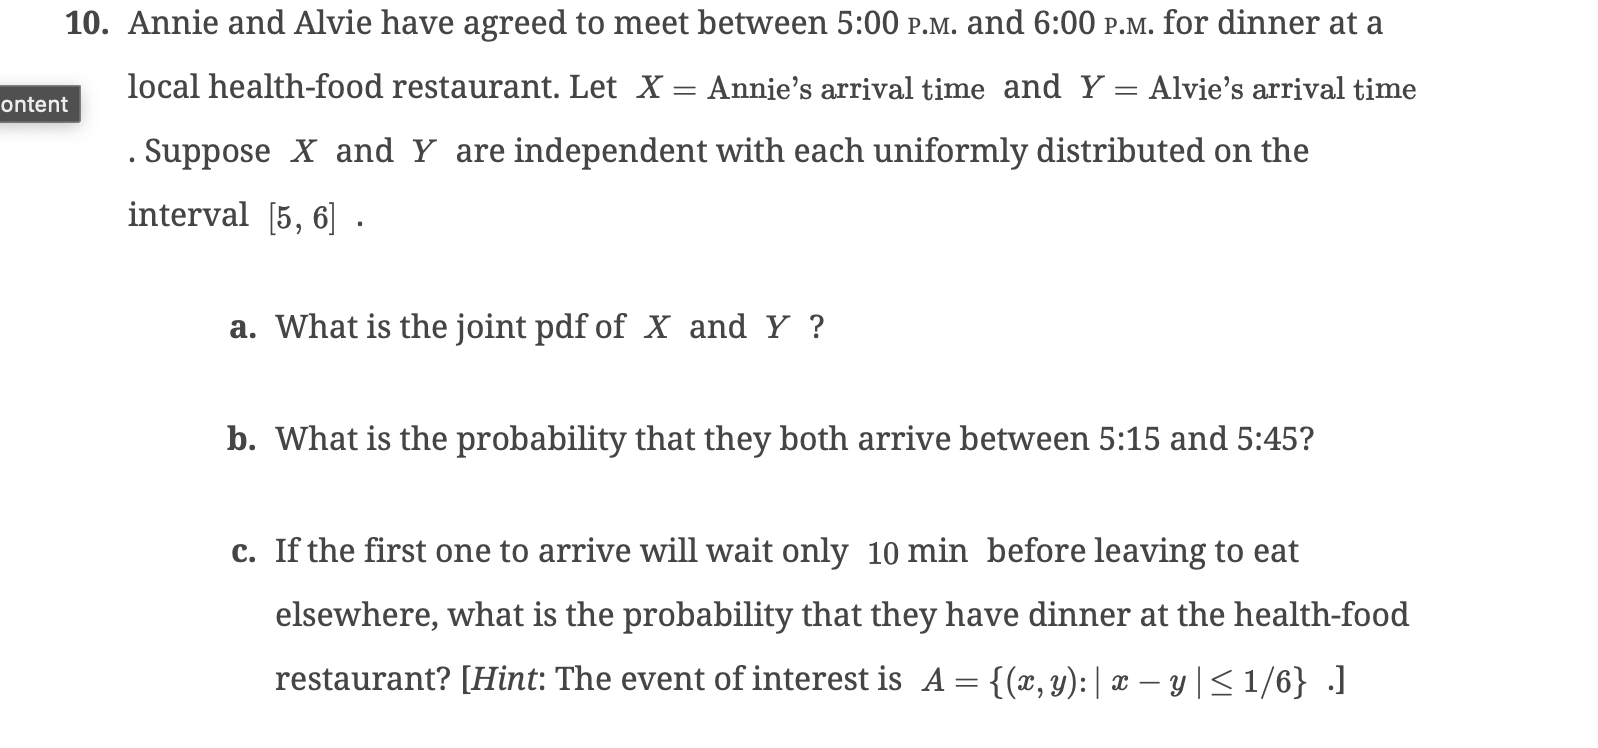 10. Annie and Alvie have agreed to meet between 5:00 P.M. and 6:00 P.M. for dinner at a
local health-food restaurant. Let X = Annie’s arrival time and Y = Alvie’s arrival time
ontent
. Suppose X and Y are independent with each uniformly distributed on the
interval [5, 6] .
a. What is the joint pdf of X and Y ?
b. What is the probability that they both arrive between 5:15 and 5:45?
c. If the first one to arrive will wait only 10 min before leaving to eat
elsewhere, what is the probability that they have dinner at the health-food
restaurant? [Hint: The event of interest is A = {(x, y): | x − y | ≤ 1/6} .]